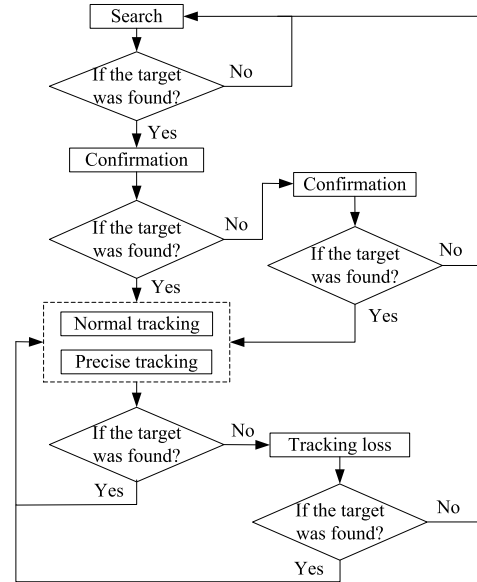 Search
If the target
was found?
No
Yes
Confirmation
If the target
was found?
No
Yes
Confirmation
If the target
was found?
No
Yes
Normal tracking
Precise tracking
If the target
was found?
No
Yes
Tracking loss
If the target
was found?
No
Yes